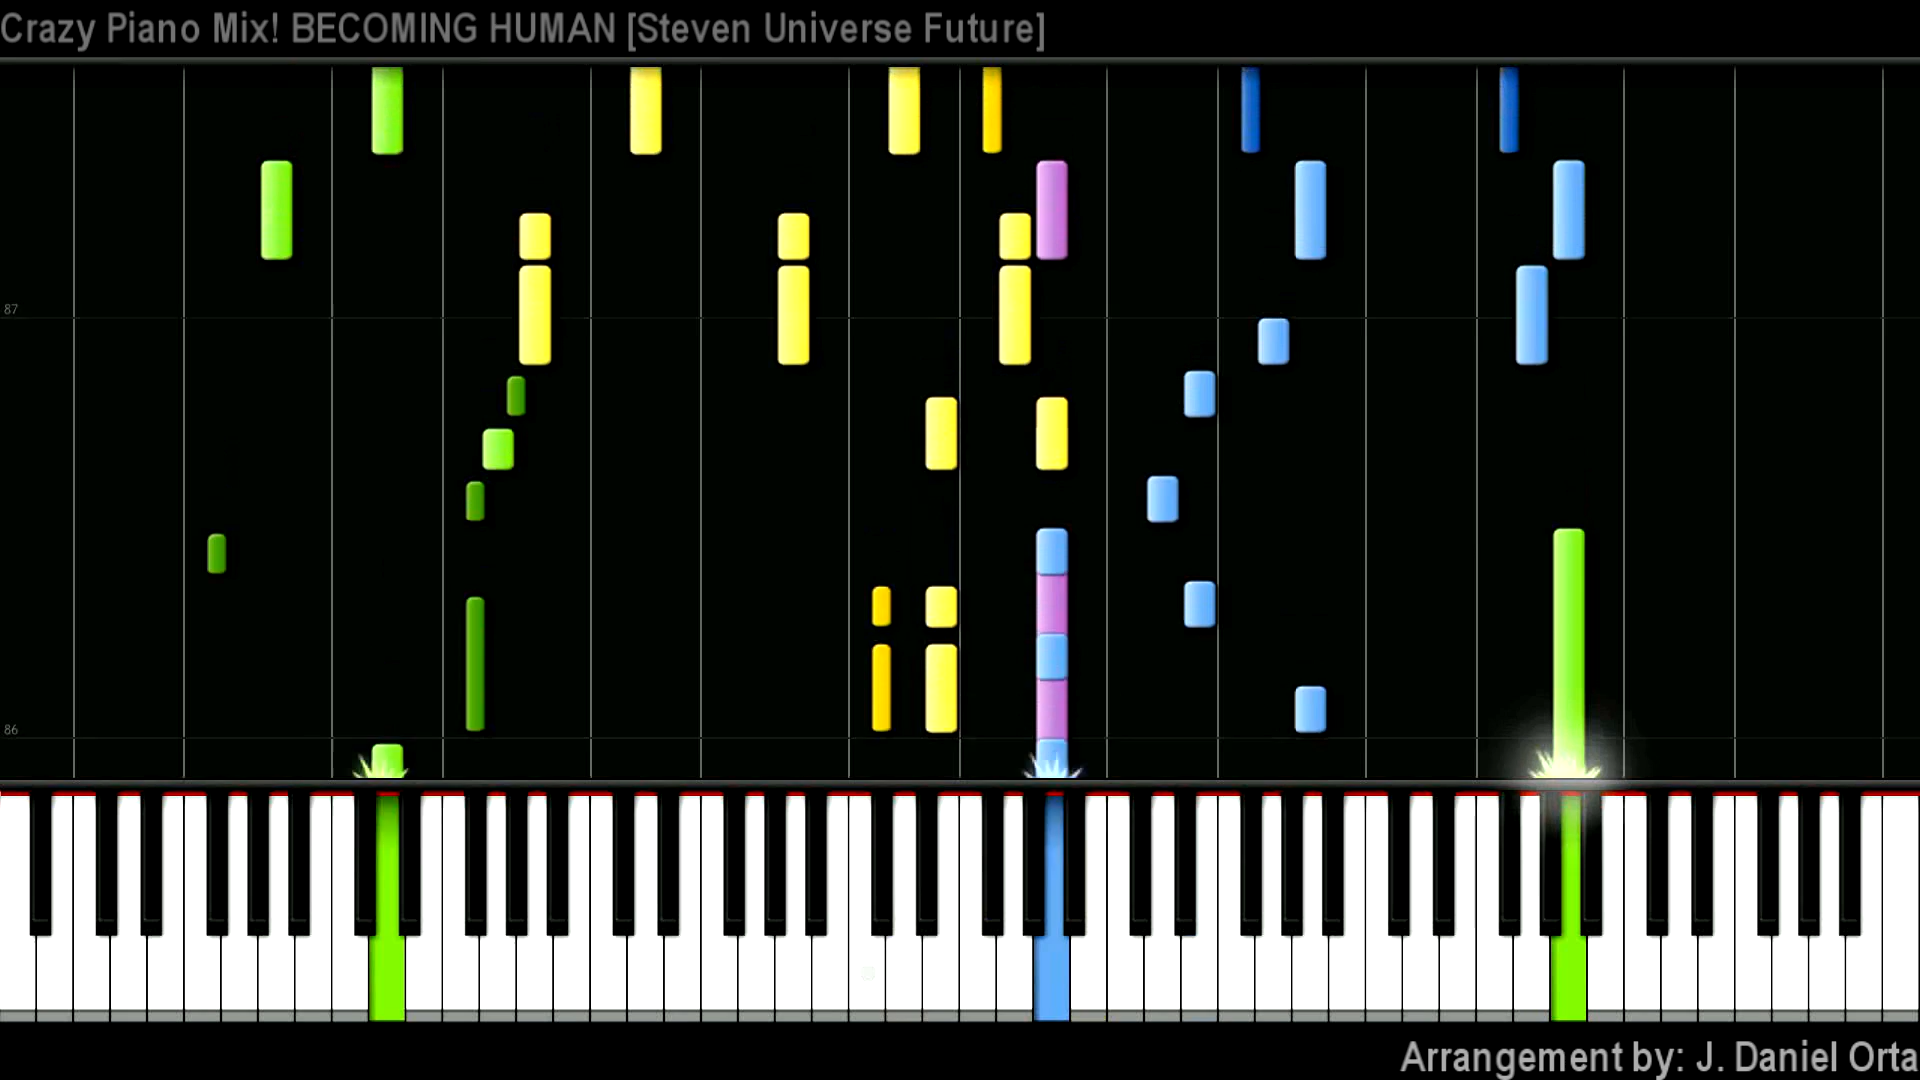 Crazy Piano Mix! BECOMING HUMAN [Steven Universe Future]
87
86
Arrangement by: J. Daniel Orta